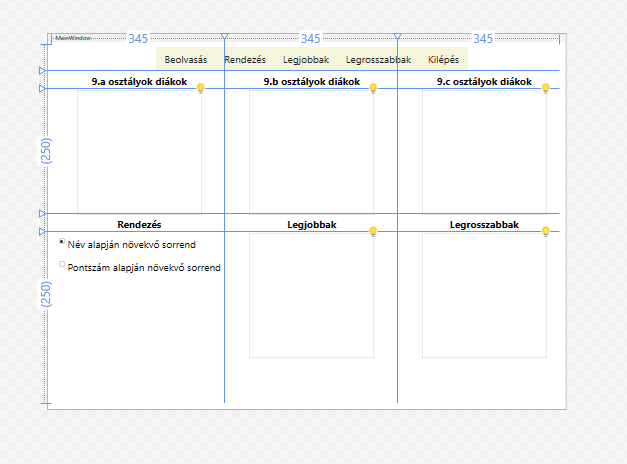 345 345 345
MainWindow
Beolvasás Rendezés Legjobbak Legrosszabbak Kilépés
9.a osztályok diákok 9.b osztályok diákok 9.c osztályok diákok
(250)
Rendezés Legjobbak Legrosszabbak
Név alapján növekvő sorrend
Pontszám alapján növekvő sorrend
(250)